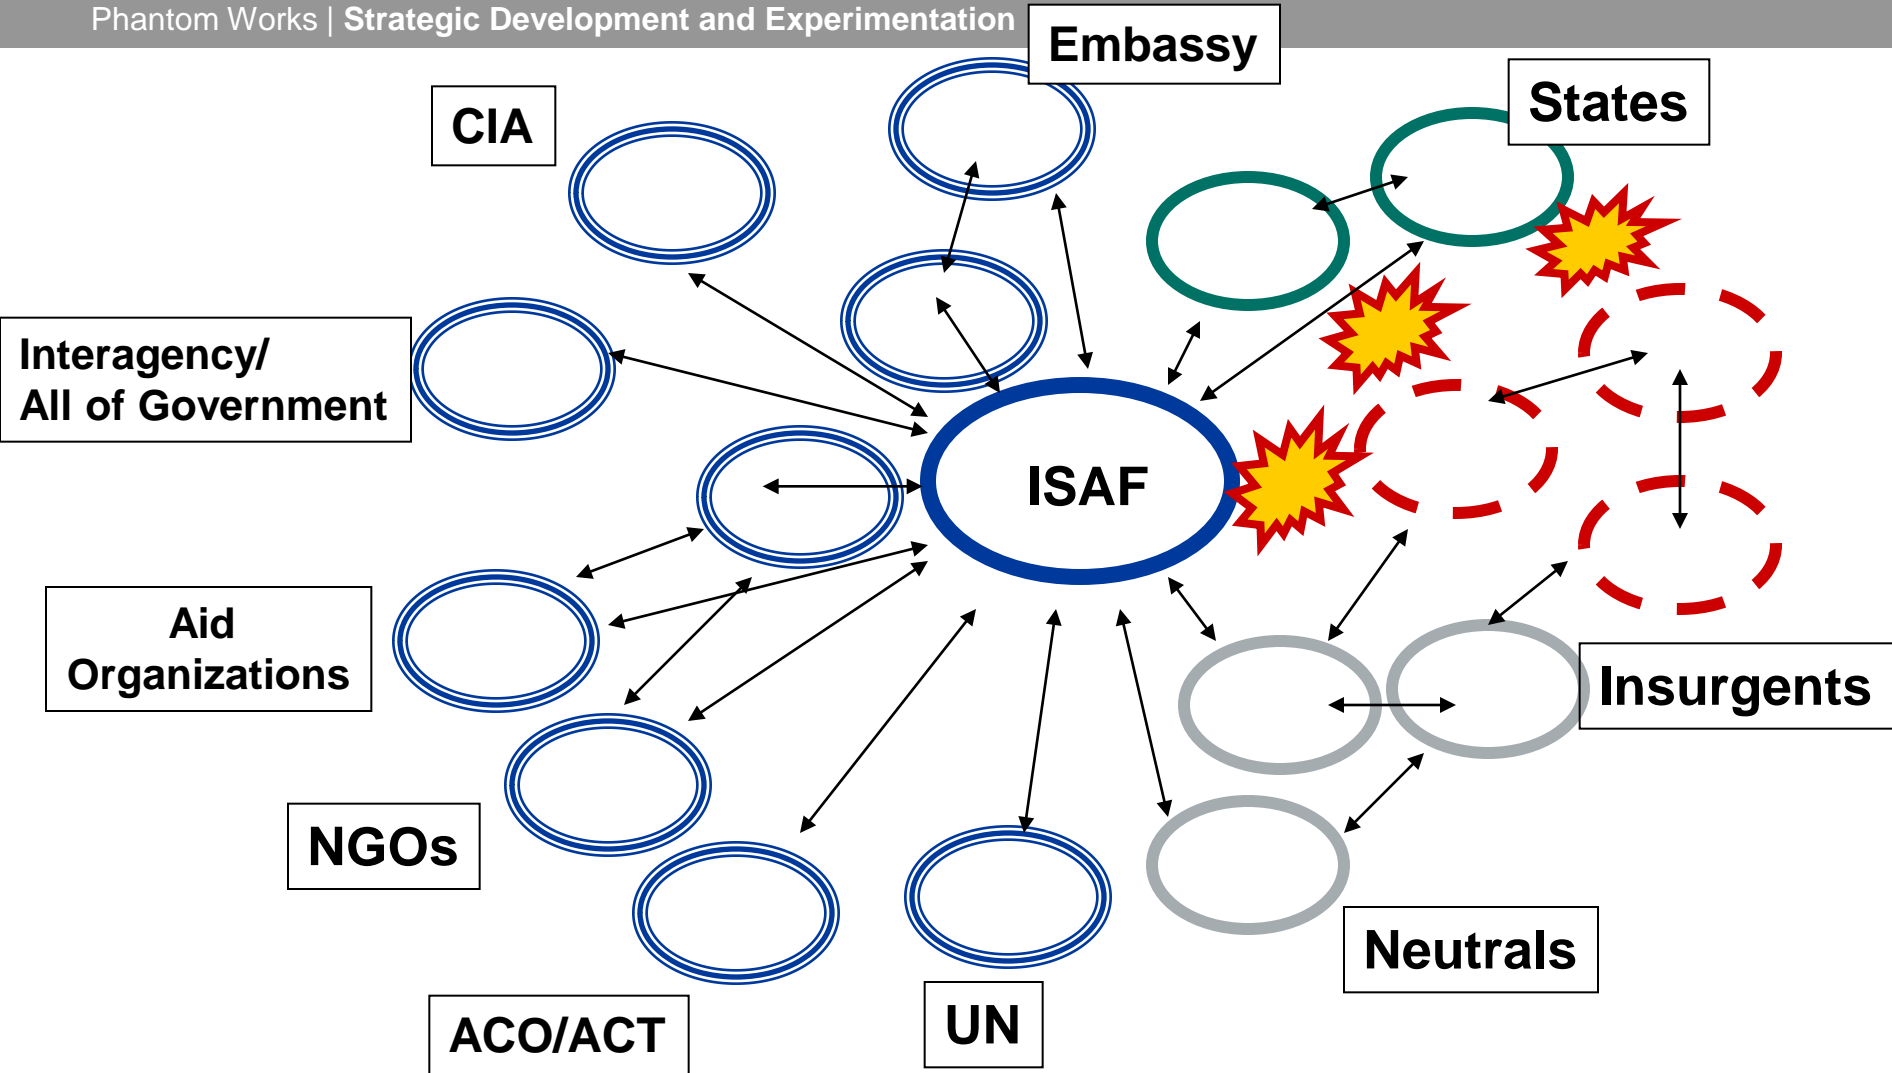 Phantom Works | Strategic Development and Experimentation
Embassy
States
CIA
Interagency/
All of Government
ISAF
Aid
Organizations
Insurgents
NGOs
Neutrals
ACO/ACT
UN